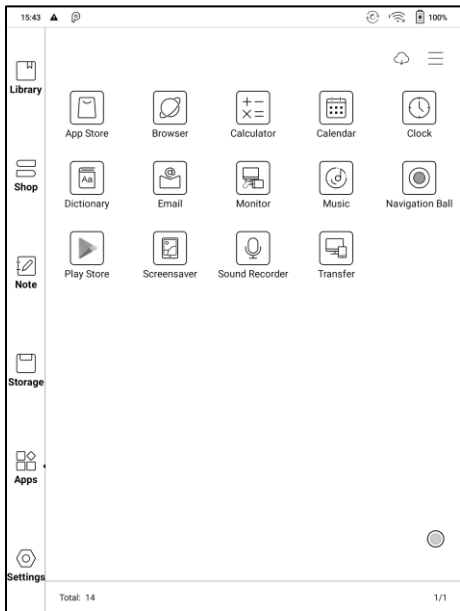 15:43 100%
Library
App Store Browser Calculator Calendar Clock
Shop
Dictionary Email Monitor Music Navigation Ball
Play Store Screensaver Sound Recorder Transfer
Note
Storage
Apps
Settings
Total: 14 1/1